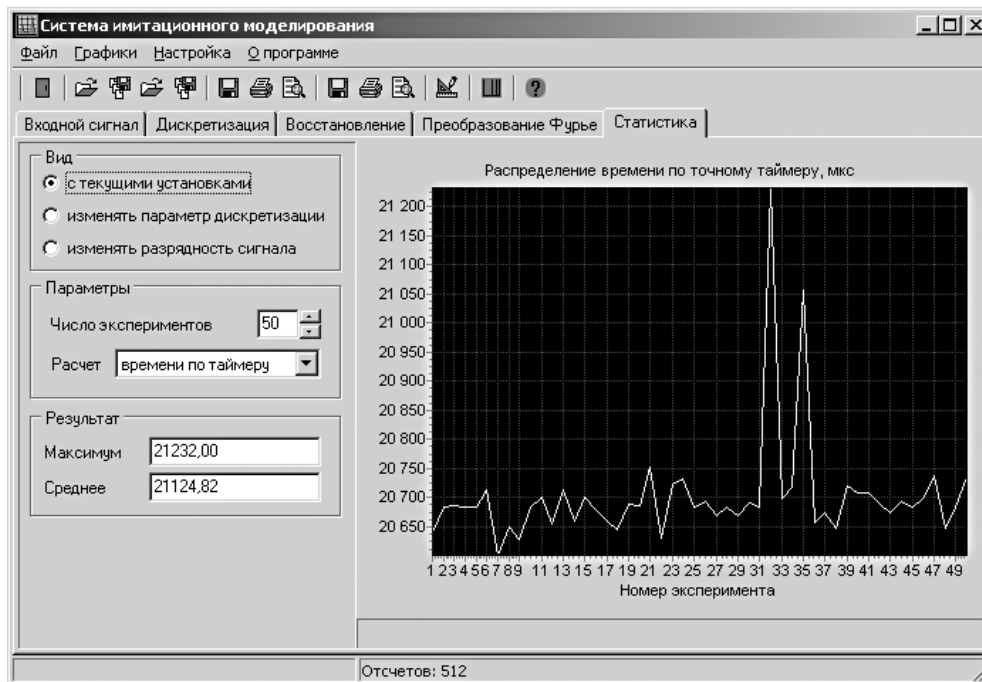 Система имитационного моделирования
Файл Графики Настройка О программе
Входной сигнал Дискретизация Восстановление Преобразование Фурье Статистика
Вид
с текущими установками
изменять параметр дискретизации
изменять разрядность сигнала
Параметры
Число экспериментов 50
Расчет времени по таймеру
Результат
Максимум 21232,00
Среднее 21124,82
Распределение времени по точному таймеру, мкс
21 200
21 150
21 100
21 050
21 000
20 950
20 900
20 850
20 800
20 750
20 700
20 650
1 2 3 4 5 6 7 8 9 11 13 15 17 19 21 23 25 27 29 31 33 35 37 39 41 43 45 47 49
Номер эксперимента
Отсчетов: 512